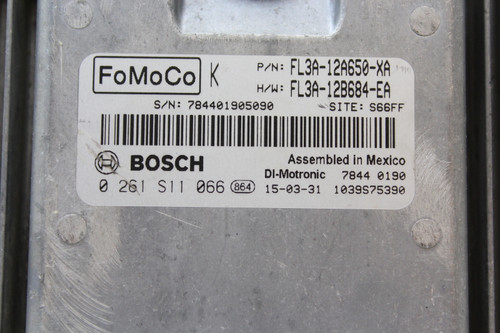 FoMoCo K P/N: FL3A-12A650-XA
H/W: FL3A-12B684-EA
S/N: 784401905090 SITE: S66FF
BOSCH Assembled in Mexico
DI-Motronic 7844 0190
0 261 S11 066 864 15-03-31 1039S75390